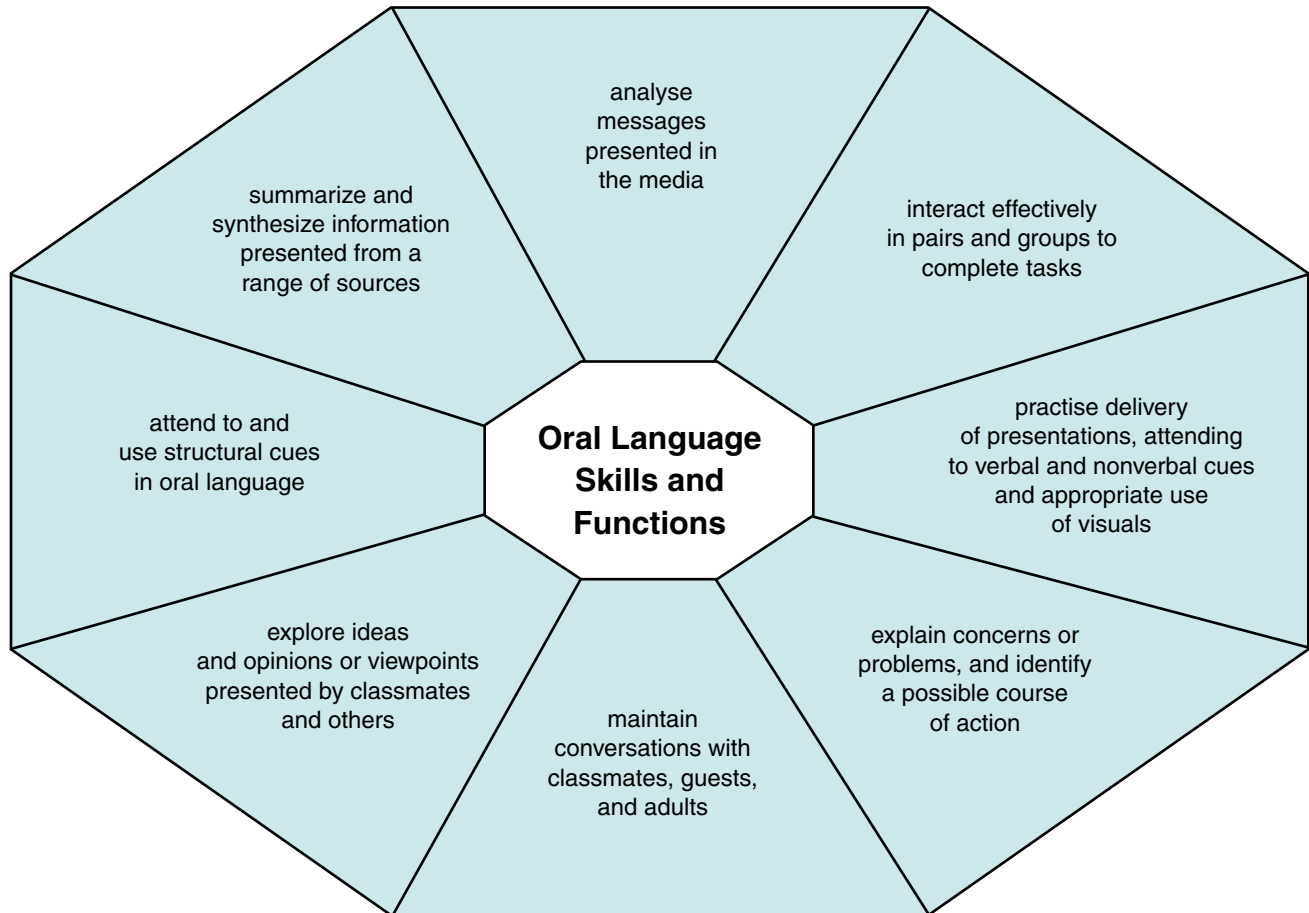 analyse
messages
presented in
the media
interact effectively
in pairs and groups to
complete tasks
practise delivery
of presentations, attending
to verbal and nonverbal cues
and appropriate use
of visuals
explain concerns or
problems, and identify
a possible course
of action
maintain
conversations with
classmates, guests,
and adults
explore ideas
and opinions or viewpoints
presented by classmates
and others
attend to and
use structural cues
in oral language
summarize and
synthesize information
presented from a
range of sources
Oral Language
Skills and
Functions